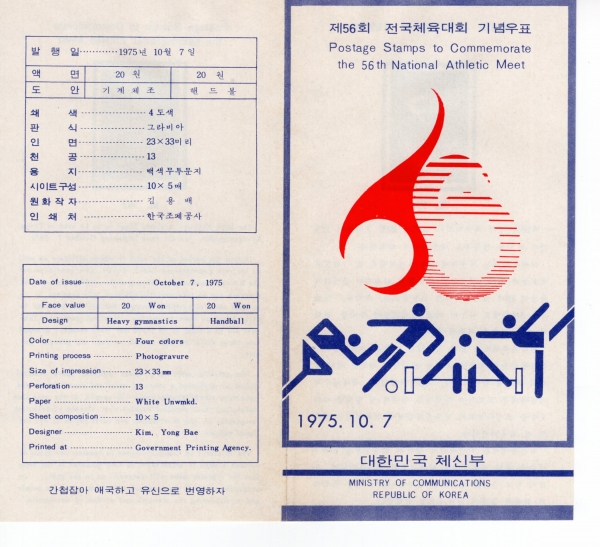 발 행 일 ············ 1975년 10월 7일
액 면 20 원 20 원
도 안 기 계 체 조 핸 드 볼
쇄 색 ················ 4 도색
판 식 ················ 그라비아
인 면 ················ 23×33미리
천 공 ················ 13
용 지 ················ 백색무투문지
시이트구성 ················ 10× 5매
원 화 작 자 ················ 김 용 배
인 쇄 처 ················ 한국조폐공사
Date of issue ················ October 7, 1975
Face value 20 Won 20 Won
Design Heavy gymnastics Handball
Color ················ Four colors
Printing process ·········· Photogravure
Size of impression ·········· 23×33 mm
Perforation ················ 13
Paper ················ White Unwmkd.
Sheet composition ·········· 10×5
Designer ················ Kim, Yong Bae
Printed at ············ Government Printing Agency.
간첩잡아 애국하고 유신으로 번영하자
제56회 전국체육대회 기념우표
Postage Stamps to Commemorate
the 56th National Athletic Meet
1975. 10. 7
대한민국 체신부
MINISTRY OF COMMUNICATIONS
REPUBLIC OF KOREA